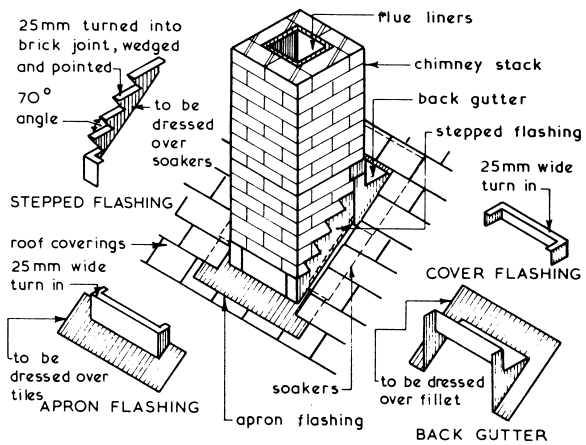 25mm turned into
brick joint, wedged
and pointed
70°
angle
to be
dressed
over
soakers
STEPPED FLASHING
flue liners
chimney stack
back gutter
stepped flashing
25mm wide
turn in
COVER FLASHING
roof coverings
25mm wide
turn in
to be
dressed over
tiles
APRON FLASHING
apron flashing
soakers
to be dressed
over fillet
BACK GUTTER